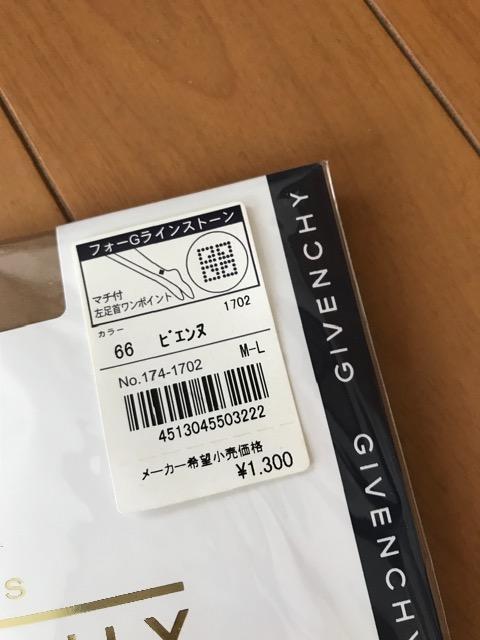 フォーGラインストーン
マチ付
左足首ワンポイント
1702
カラー
66 ビエンヌ
M-L
No.174-1702
4513045503222
メーカー希望小売価格
¥1.300
GIVENCHY
GIVENCHY
S